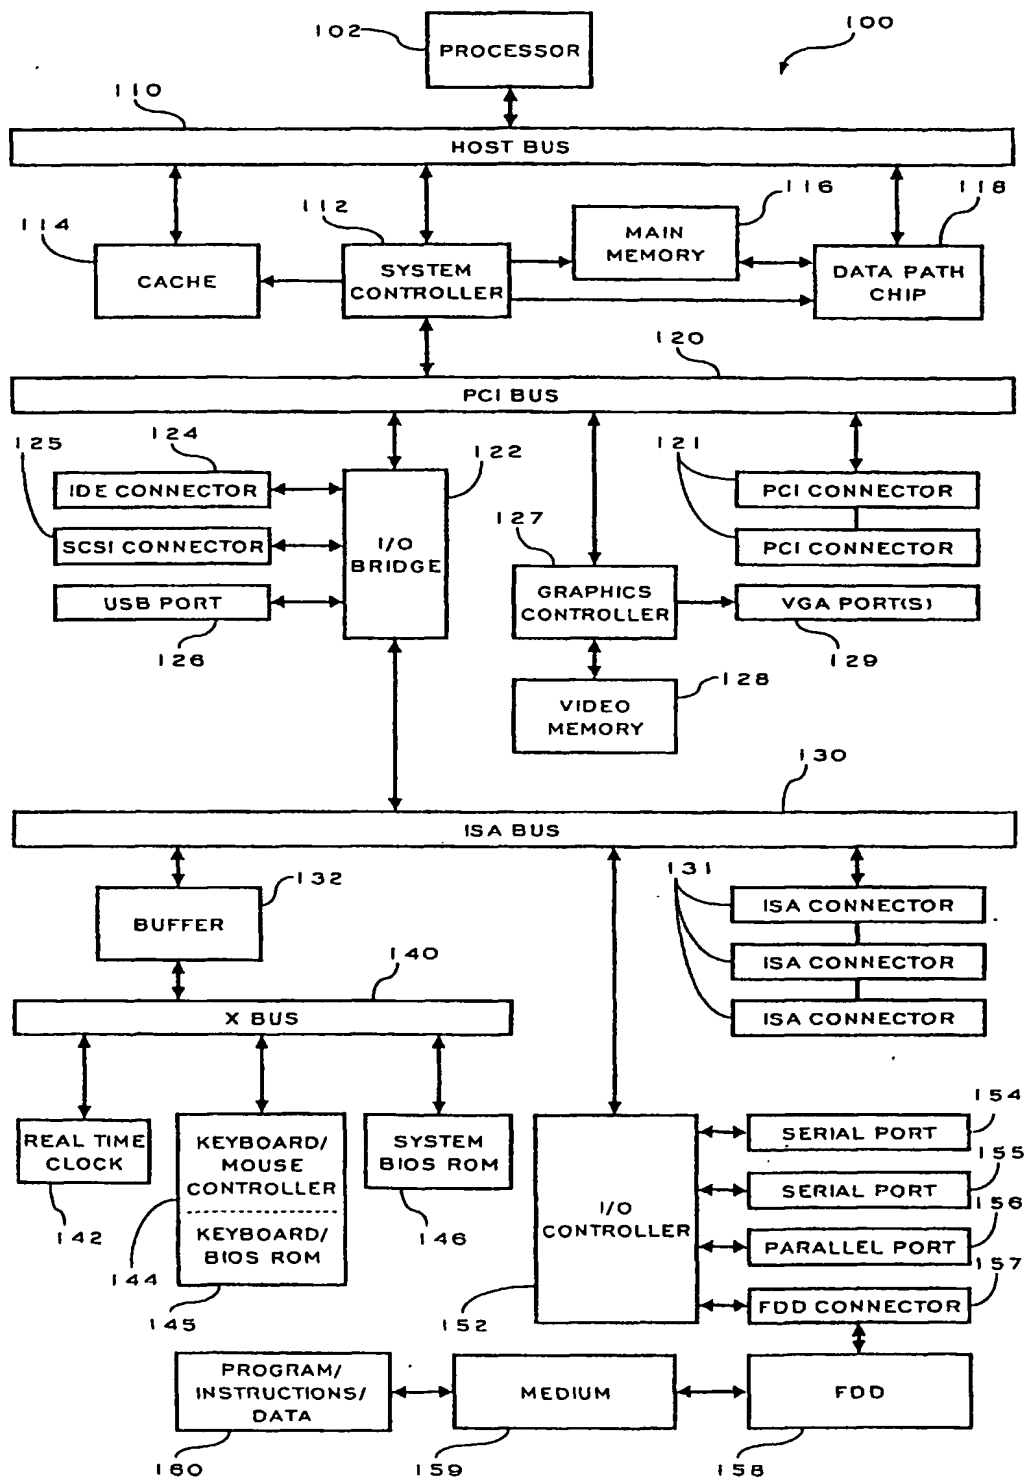 102
PROCESSOR
100
110
HOST BUS
114
112
116
118
CACHE
SYSTEM
CONTROLLER
MAIN
MEMORY
DATA PATH
CHIP
120
PCI BUS
125
124
122
121
IDE CONNECTOR
SCSI CONNECTOR
USB PORT
126
I/O
BRIDGE
127
GRAPHICS
CONTROLLER
PCI CONNECTOR
PCI CONNECTOR
VGA PORT(S)
129
VIDEO
MEMORY
128
130
ISA BUS
132
BUFFER
131
ISA CONNECTOR
ISA CONNECTOR
ISA CONNECTOR
140
X BUS
REAL TIME
CLOCK
142
KEYBOARD/
MOUSE
CONTROLLER
KEYBOARD/
BIOS ROM
144
145
SYSTEM
BIOS ROM
146
I/O
CONTROLLER
152
154
SERIAL PORT
155
SERIAL PORT
156
PARALLEL PORT
157
FDD CONNECTOR
PROGRAM/
INSTRUCTIONS/
DATA
MEDIUM
FDD
160
159
158